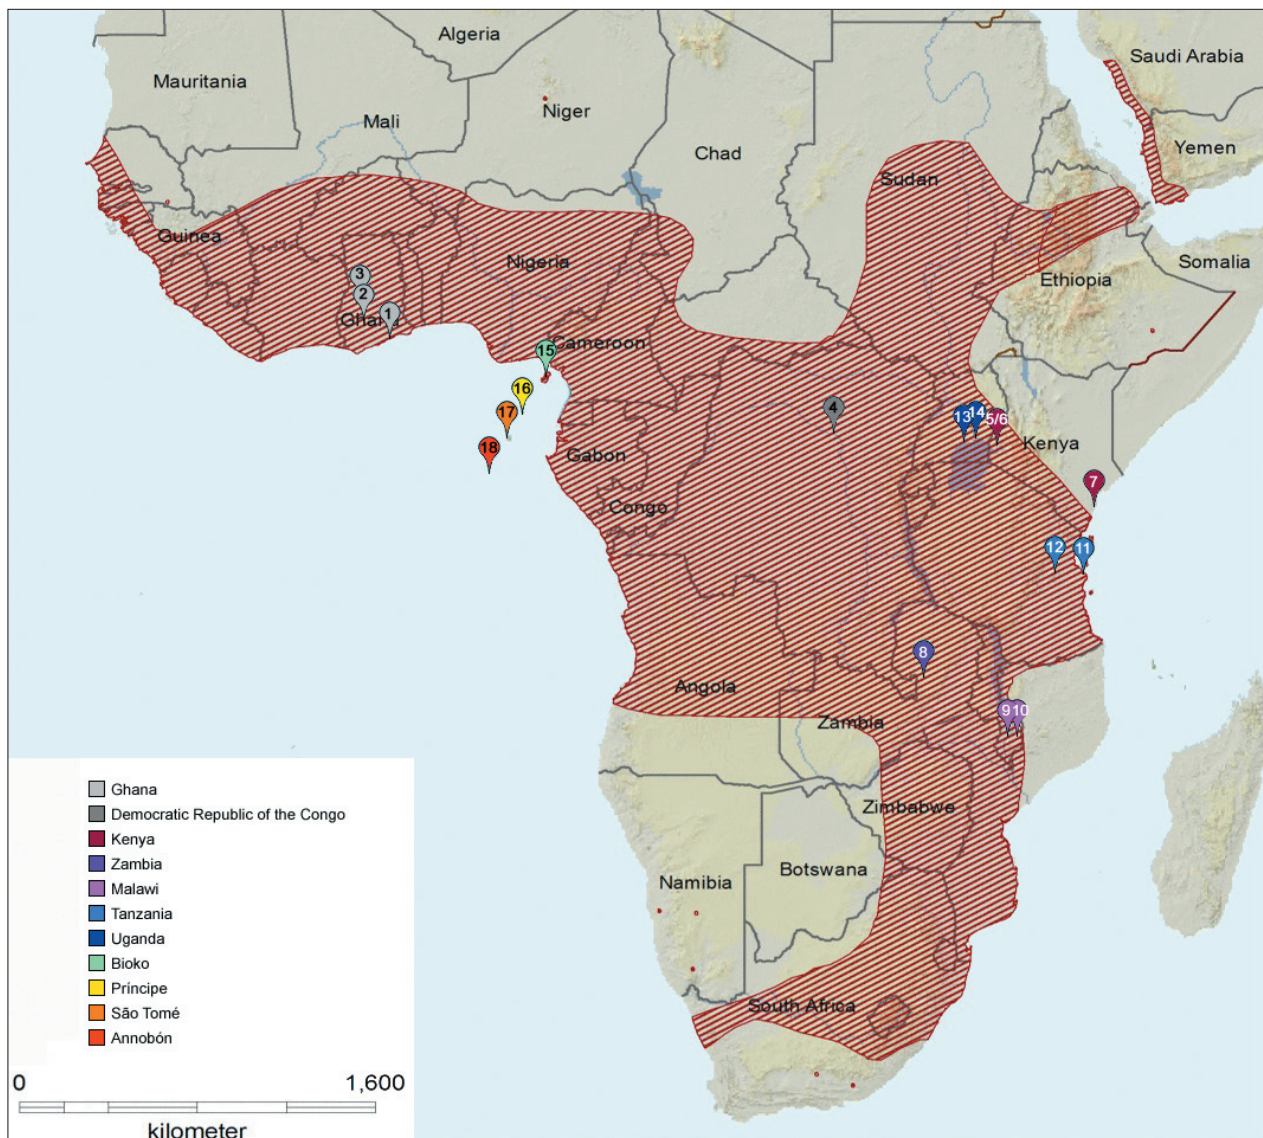 Algeria
Saudi Arabia
Mauritania
Niger
Mali
Yemen
Chad
Sudan
Guinea
Nigeria
Somalia
Ethiopia
3
2
1
Ghana
15
Cameroon
16
17
18
4
13
14
5/6
Kenya
Gabon
7
Congo
12
11
8
Angola
9
10
Zambia
Zimbabwe
Botswana
Namibia
South Africa
Ghana
Democratic Republic of the Congo
Kenya
Zambia
Malawi
Tanzania
Uganda
Bioko
Príncipe
São Tomé
Annobón
0 1,600
kilometer